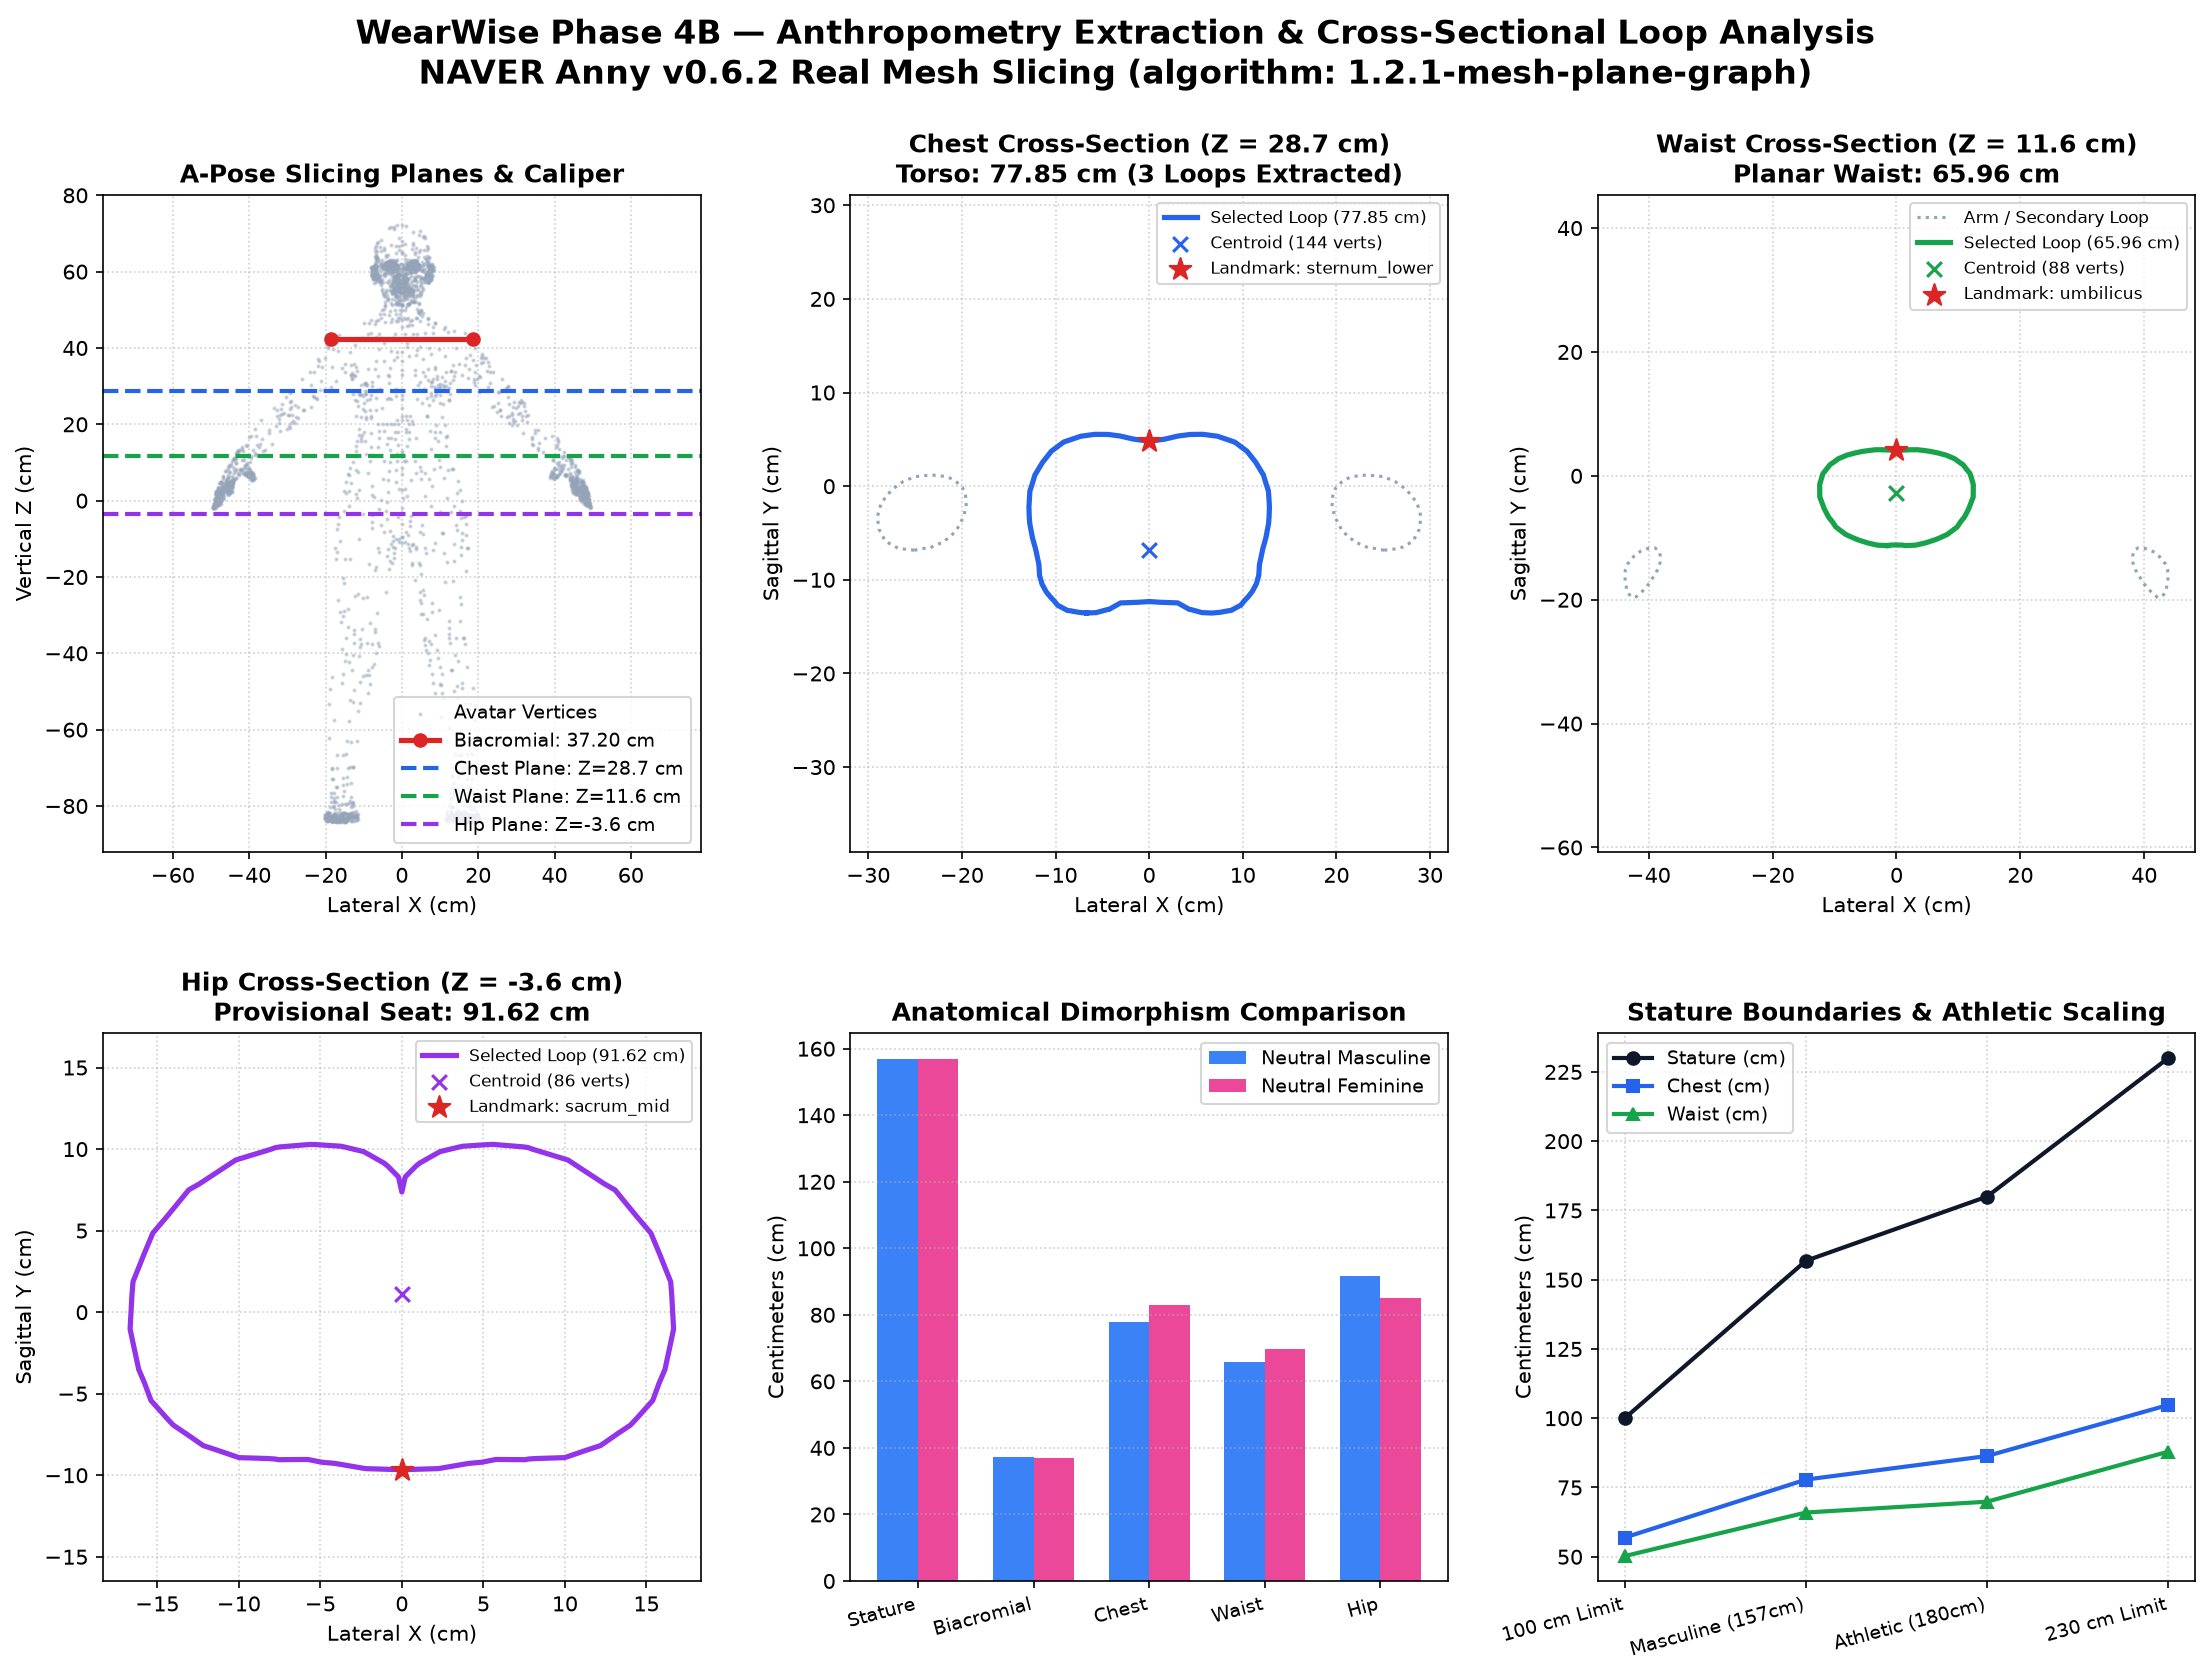 WearWise Phase 4B — Anthropometry Extraction & Cross-Sectional Loop Analysis
NAVER Anny v0.6.2 Real Mesh Slicing (algorithm: 1.2.1-mesh-plane-graph)
A-Pose Slicing Planes & Caliper
80
60
40
20
0
−20
−40
−60
−80
Vertical Z (cm)
Avatar Vertices
Biacromial: 37.20 cm
Chest Plane: Z=28.7 cm
Waist Plane: Z=11.6 cm
Hip Plane: Z=-3.6 cm
−60 −40 −20 0 20 40 60
Lateral X (cm)
Chest Cross-Section (Z = 28.7 cm)
Torso: 77.85 cm (3 Loops Extracted)
Selected Loop (77.85 cm)
Centroid (144 verts)
Landmark: sternum_lower
30
20
10
0
−10
−20
−30
Sagittal Y (cm)
−30 −20 −10 0 10 20 30
Lateral X (cm)
Waist Cross-Section (Z = 11.6 cm)
Planar Waist: 65.96 cm
Arm / Secondary Loop
Selected Loop (65.96 cm)
Centroid (88 verts)
Landmark: umbilicus
40
20
0
−20
−40
−60
Sagittal Y (cm)
−40 −20 0 20 40
Lateral X (cm)
Hip Cross-Section (Z = -3.6 cm)
Provisional Seat: 91.62 cm
Selected Loop (91.62 cm)
Centroid (86 verts)
Landmark: sacrum_mid
15
10
5
0
−5
−10
−15
Sagittal Y (cm)
−15 −10 −5 0 5 10 15
Lateral X (cm)
Anatomical Dimorphism Comparison
Neutral Masculine
Neutral Feminine
160
140
120
100
80
60
40
20
0
Centimeters (cm)
Stature Biacromial Chest Waist Hip
Stature Boundaries & Athletic Scaling
Stature (cm)
Chest (cm)
Waist (cm)
225
200
175
150
125
100
75
50
Centimeters (cm)
100 cm Limit Masculine (157cm) Athletic (180cm) 230 cm Limit